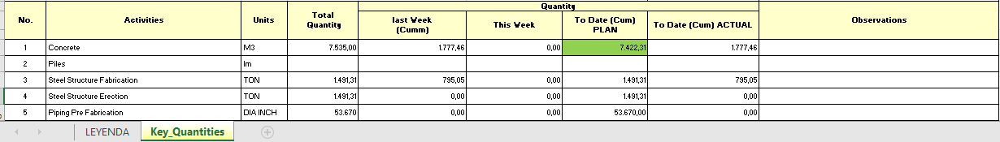 Quantity
No. Activities Units Total Quantity last Week (Cumm) This Week To Date (Cum) PLAN To Date (Cum) ACTUAL Observations
1 Concrete M3 7.535,00 1.777,46 0,00 7.422,31 1.777,46
2 Piles lm
3 Steel Structure Fabrication TON 1.491,31 795,05 0,00 1.491,31 795,05
4 Steel Structure Erection TON 1.491,31 0,00 0,00 1.491,31 0,00
5 Piping Pre Fabrication DIA INCH 53.670 0,00 0,00 53.670,00 0,00
LEYENDA Key_Quantities